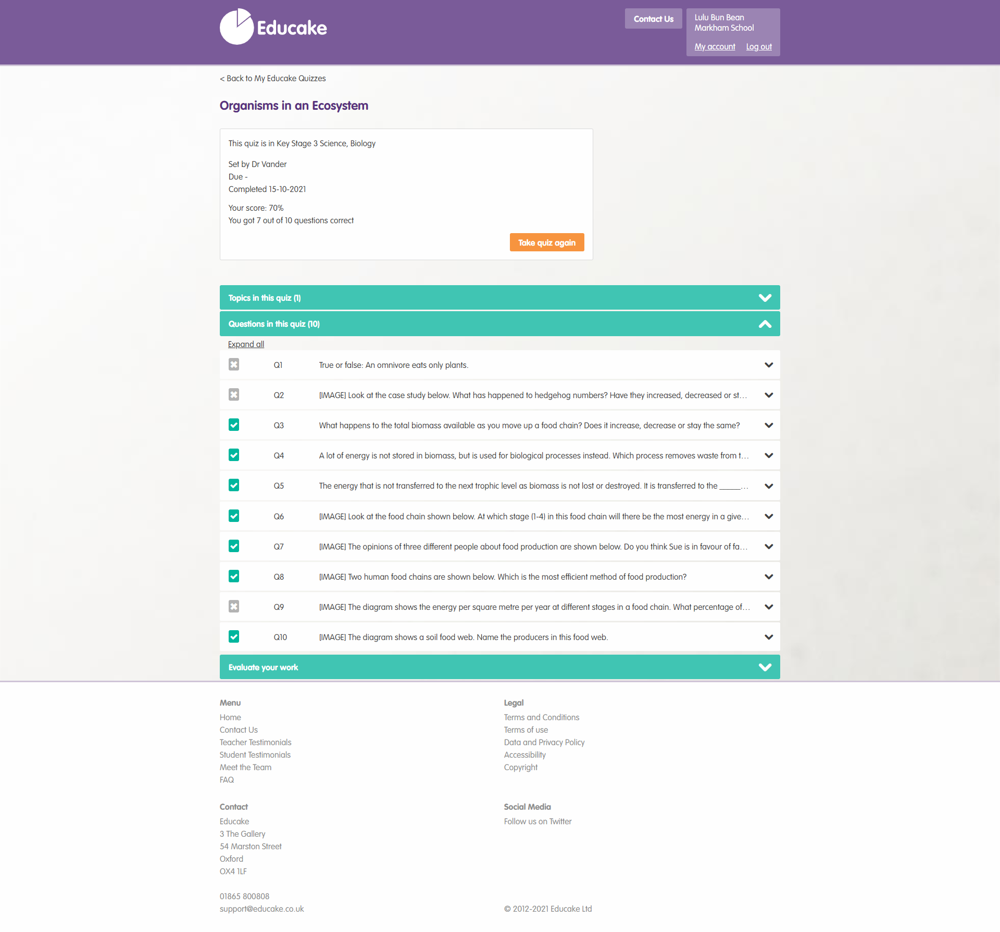 Educake
Contact Us
Lulu Bun Bean
Markham School
My account Log out
< Back to My Educake Quizzes
Organisms in an Ecosystem
This quiz is in Key Stage 3 Science, Biology
Set by Dr Vander
Due -
Completed 15-10-2021
Your score: 70%
You got 7 out of 10 questions correct
Take quiz again
Topics in this quiz (1)
Questions in this quiz (10)
Expand all
Q1 True or false: An omnivore eats only plants.
Q2 [IMAGE] Look at the case study below. What has happened to hedgehog numbers? Have they increased, decreased or st...
Q3 What happens to the total biomass available as you move up a food chain? Does it increase, decrease or stay the same?
Q4 A lot of energy is not stored in biomass, but is used for biological processes instead. Which process removes waste from t...
Q5 The energy that is not transferred to the next trophic level as biomass is not lost or destroyed. It is transferred to the _____...
Q6 [IMAGE] Look at the food chain shown below. At which stage (1-4) in this food chain will there be the most energy in a give...
Q7 [IMAGE] The opinions of three different people about food production are shown below. Do you think Sue is in favour of fa...
Q8 [IMAGE] Two human food chains are shown below. Which is the most efficient method of food production?
Q9 [IMAGE] The diagram shows the energy per square metre per year at different stages in a food chain. What percentage of...
Q10 [IMAGE] The diagram shows a soil food web. Name the producers in this food web.
Evaluate your work
Menu
Home
Contact Us
Teacher Testimonials
Student Testimonials
Meet the Team
FAQ
Legal
Terms and Conditions
Terms of use
Data and Privacy Policy
Accessibility
Copyright
Contact
Educake
3 The Gallery
54 Marston Street
Oxford
OX4 1LF
01865 800808
support@educake.co.uk
Social Media
Follow us on Twitter
© 2012-2021 Educake Ltd